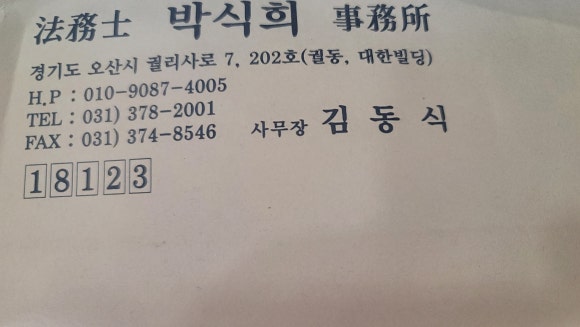 法務士 박식희 事務所
경기도 오산시 궐리사로 7, 202호(궐동, 대한빌딩)
H.P : 010-9087-4005
TEL : 031) 378-2001
FAX : 031) 374-8546 사무장 김동식
18123